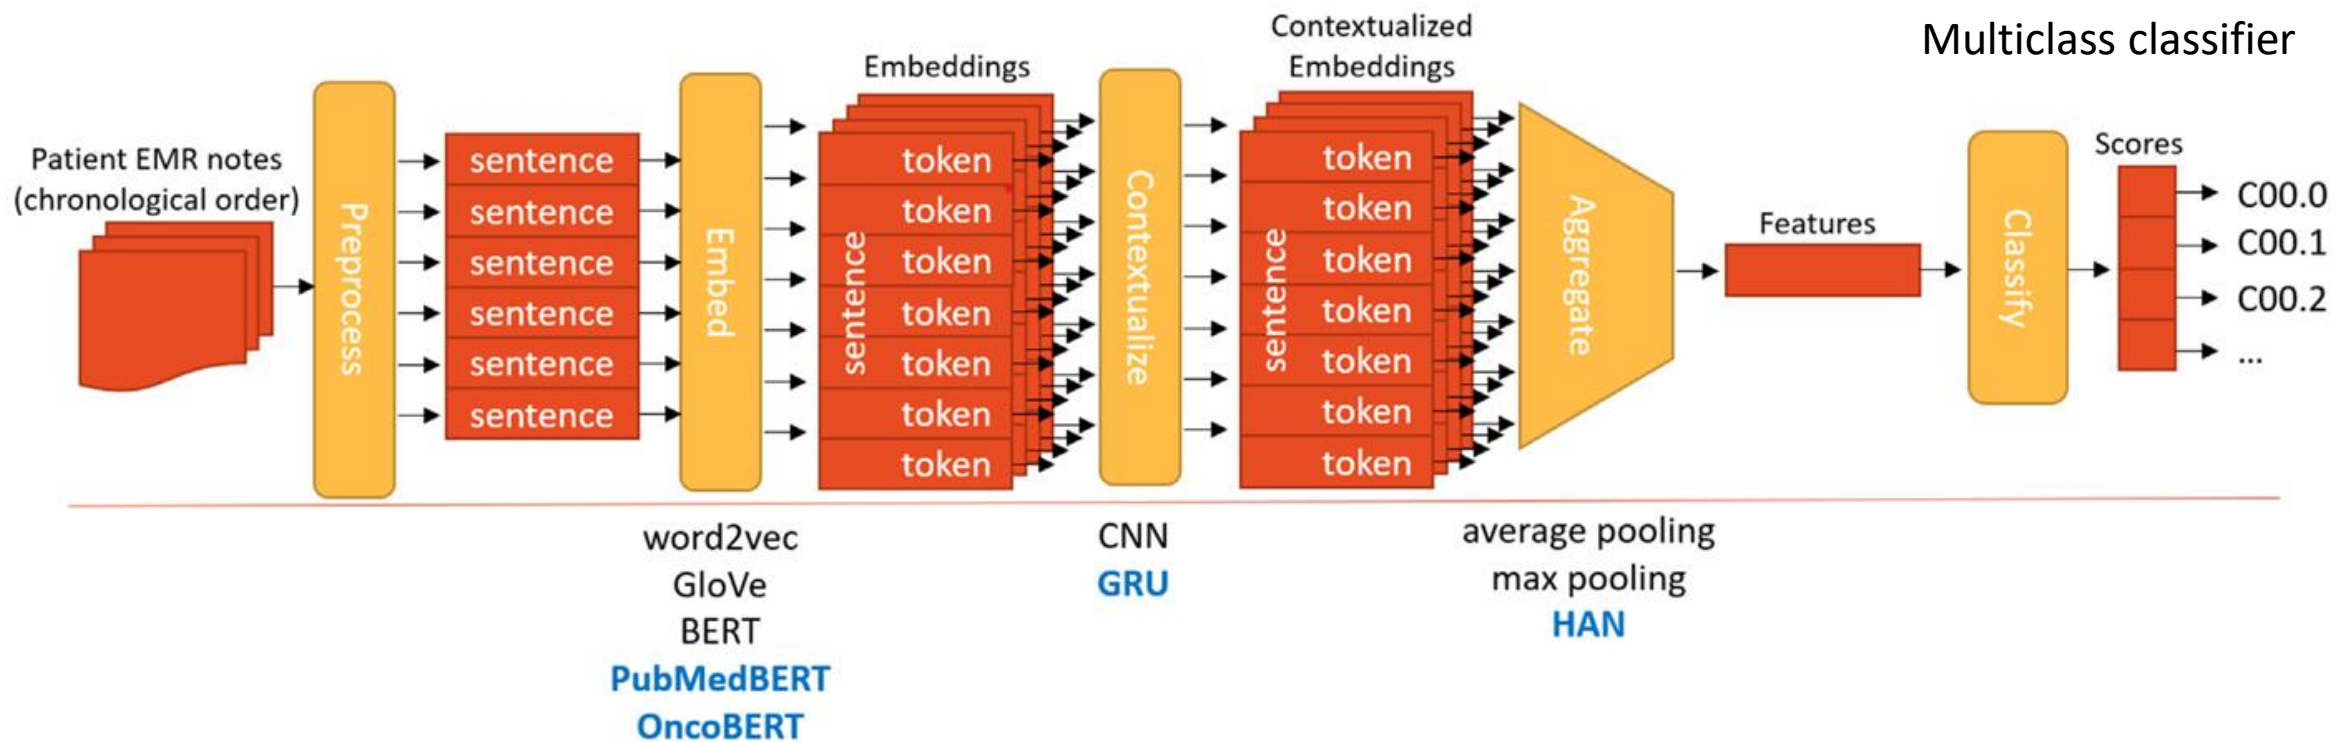 Multiclass classifier
Patient EMR notes
(chronological order)
Preprocess
sentence
sentence
sentence
sentence
sentence
sentence
Embed
Embeddings
sentence
token
token
token
token
token
token
token
Contextualize
Contextualized
Embeddings
sentence
token
token
token
token
token
token
token
Aggregate
Features
Classify
Scores
C00.0
C00.1
C00.2
...
word2vec
GloVe
BERT
PubMedBERT
OncoBERT
CNN
GRU
average pooling
max pooling
HAN